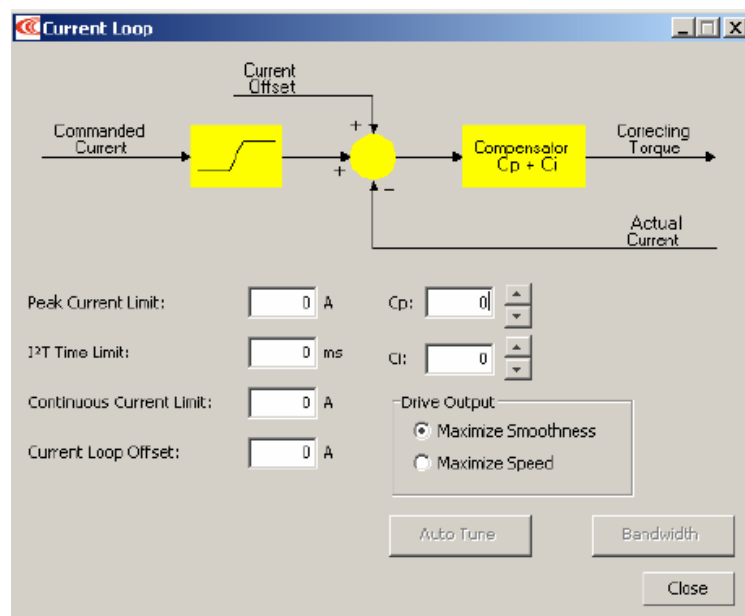 Current Loop
Current
Offset
Commanded
Current
+
+
-
Compensator
Cp + Ci
Correcting
Torque
Actual
Current
Peak Current Limit: 0 A
Cp: 0
I²T Time Limit: 0 ms
Ci: 0
Continuous Current Limit: 0 A
Drive Output
Maximize Smoothness
Current Loop Offset: 0 A
Maximize Speed
Auto Tune
Bandwidth
Close